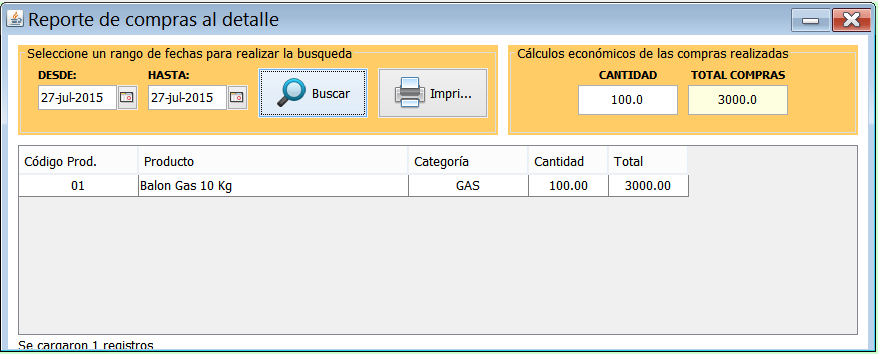 Reporte de compras al detalle
Seleccione un rango de fechas para realizar la busqueda
DESDE: HASTA:
27-jul-2015 27-jul-2015 Buscar Impri...
Cálculos económicos de las compras realizadas
CANTIDAD TOTAL COMPRAS
100.0 3000.0
Código Prod. Producto Categoría Cantidad Total
01 Balon Gas 10 Kg GAS 100.00 3000.00
Se cargaron 1 registros